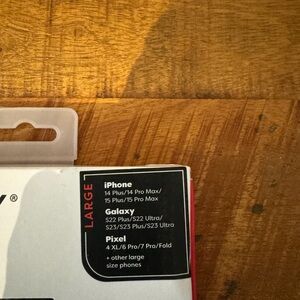 Y®
LARGE
iPhone
14 Plus/14 Pro Max/
15 Plus/15 Pro Max
Galaxy
S22 Plus/S22 Ultra/
S23/S23 Plus/S23 Ultra
Pixel
4 XL/6 Pro/7 Pro/Fold
+ other large
size phones